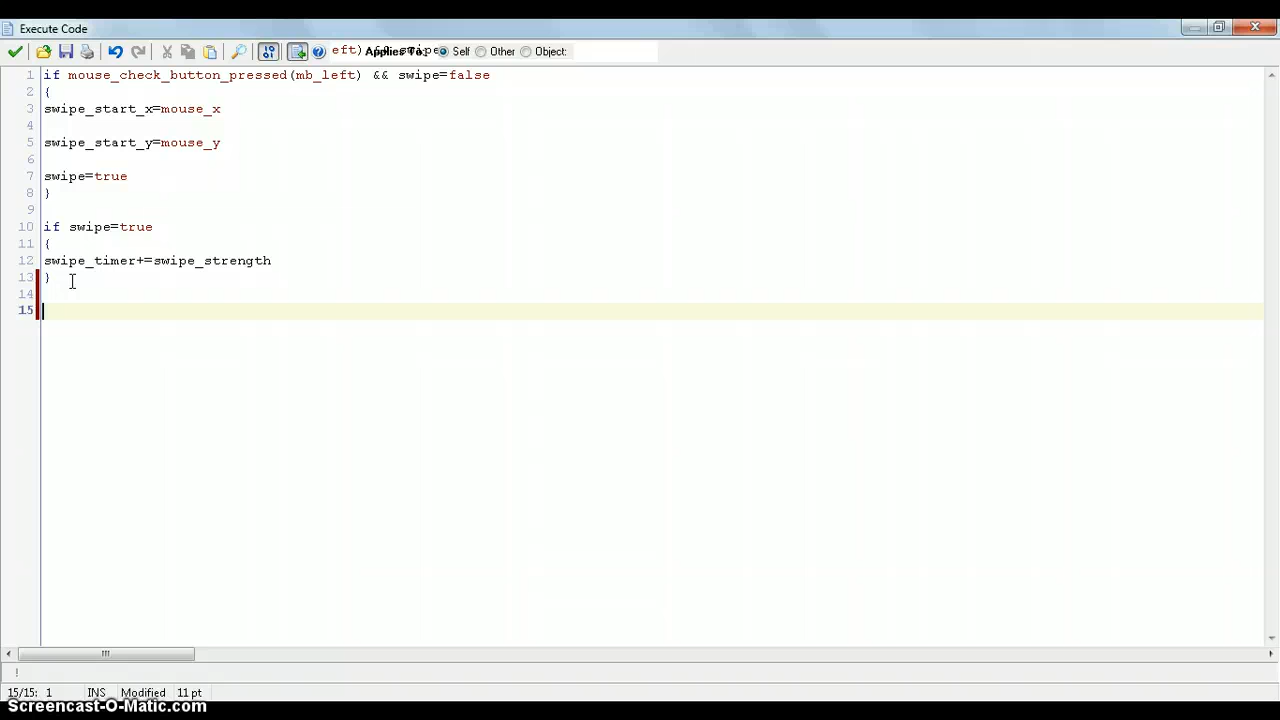 Execute Code
eft) && swipe
Applies To: Self Other Object:
1 if mouse_check_button_pressed(mb_left) && swipe=false
2 {
3 swipe_start_x=mouse_x
4
5 swipe_start_y=mouse_y
6
7 swipe=true
8 }
9
10 if swipe=true
11 {
12 swipe_timer+=swipe_strength
13 }
14
15
!
15/15: 1 INS Modified 11 pt
Screencast-O-Matic.com